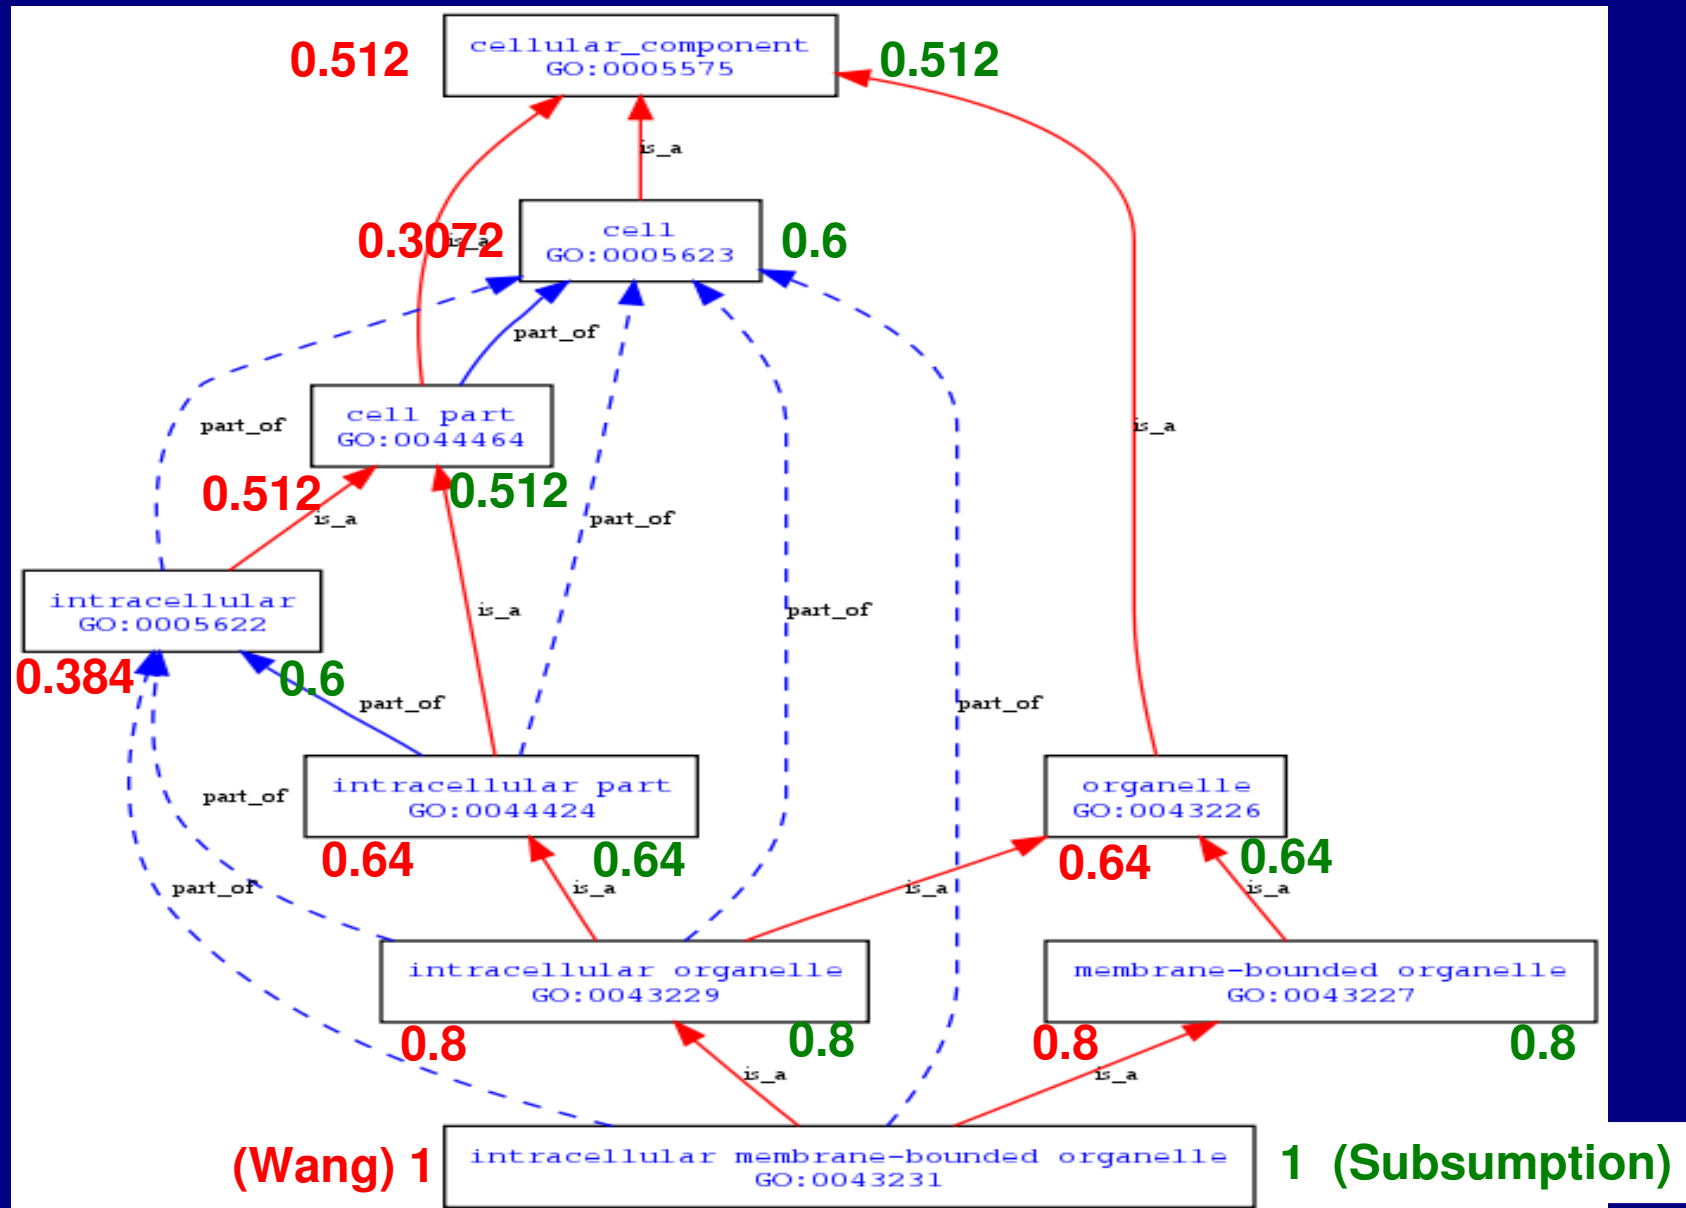 cellular_component
GO:0005575
0.512
0.512
is_a
cell
GO:0005623
0.3072
is_a
0.6
part_of
cell part
GO:0044464
part_of
is_a
0.512
0.512
is_a
part_of
intracellular
GO:0005622
is_a
part_of
0.384
0.6
part_of
part_of
intracellular part
GO:0044424
organelle
GO:0043226
part_of
0.64
0.64
0.64
0.64
part_of
is_a
is_a
is_a
intracellular organelle
GO:0043229
membrane-bounded organelle
GO:0043227
0.8
0.8
0.8
0.8
is_a
is_a
(Wang) 1
intracellular membrane-bounded organelle
GO:0043231
1 (Subsumption)